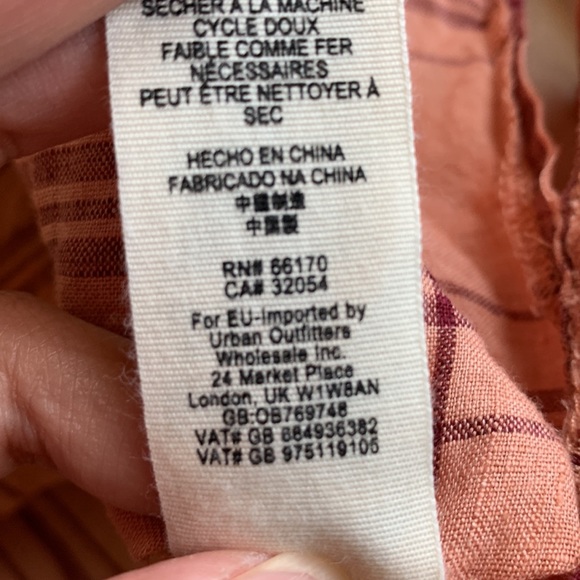 SÉCHER A LA MACHINE
CYCLE DOUX
FAIBLE COMME FER
NÉCESSAIRES
PEUT ÊTRE NETTOYER À
SEC
HECHO EN CHINA
FABRICADO NA CHINA
中國制造
中国製
RN# 66170
CA# 32054
For EU-Imported by
Urban Outfitters
Wholesale Inc.
24 Market Place
London, UK W1W8AN
GB:OB769746
VAT# GB 884936382
VAT# GB 975119106